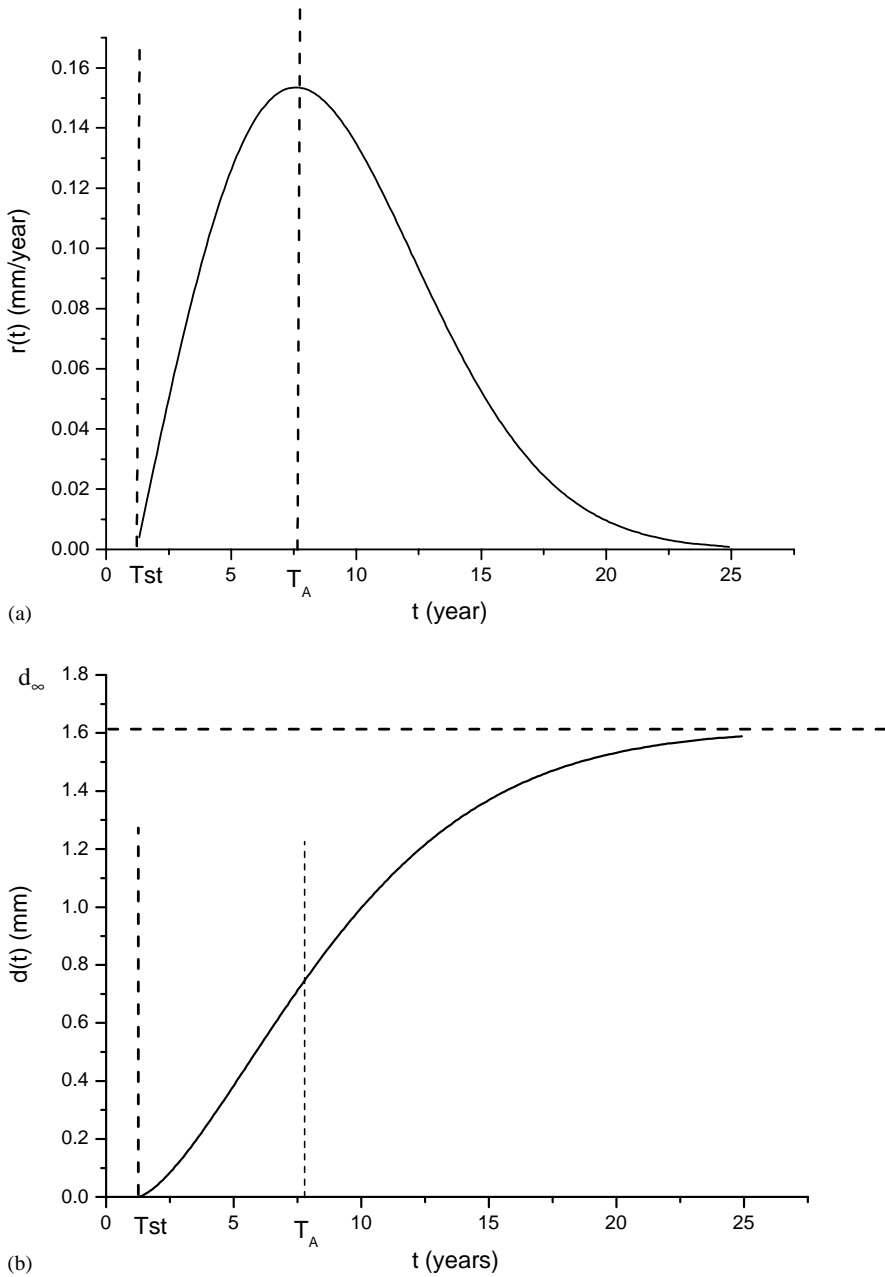 0.16
0.14
0.12
0.10
0.08
0.06
0.04
0.02
0.00
r(t) (mm/year)
0 Tst 5 T_A 10 15 20 25
t (year)
(a)
d∞
1.8
1.6
1.4
1.2
1.0
0.8
0.6
0.4
0.2
0.0
d(t) (mm)
0 Tst 5 T_A 10 15 20 25
t (years)
(b)